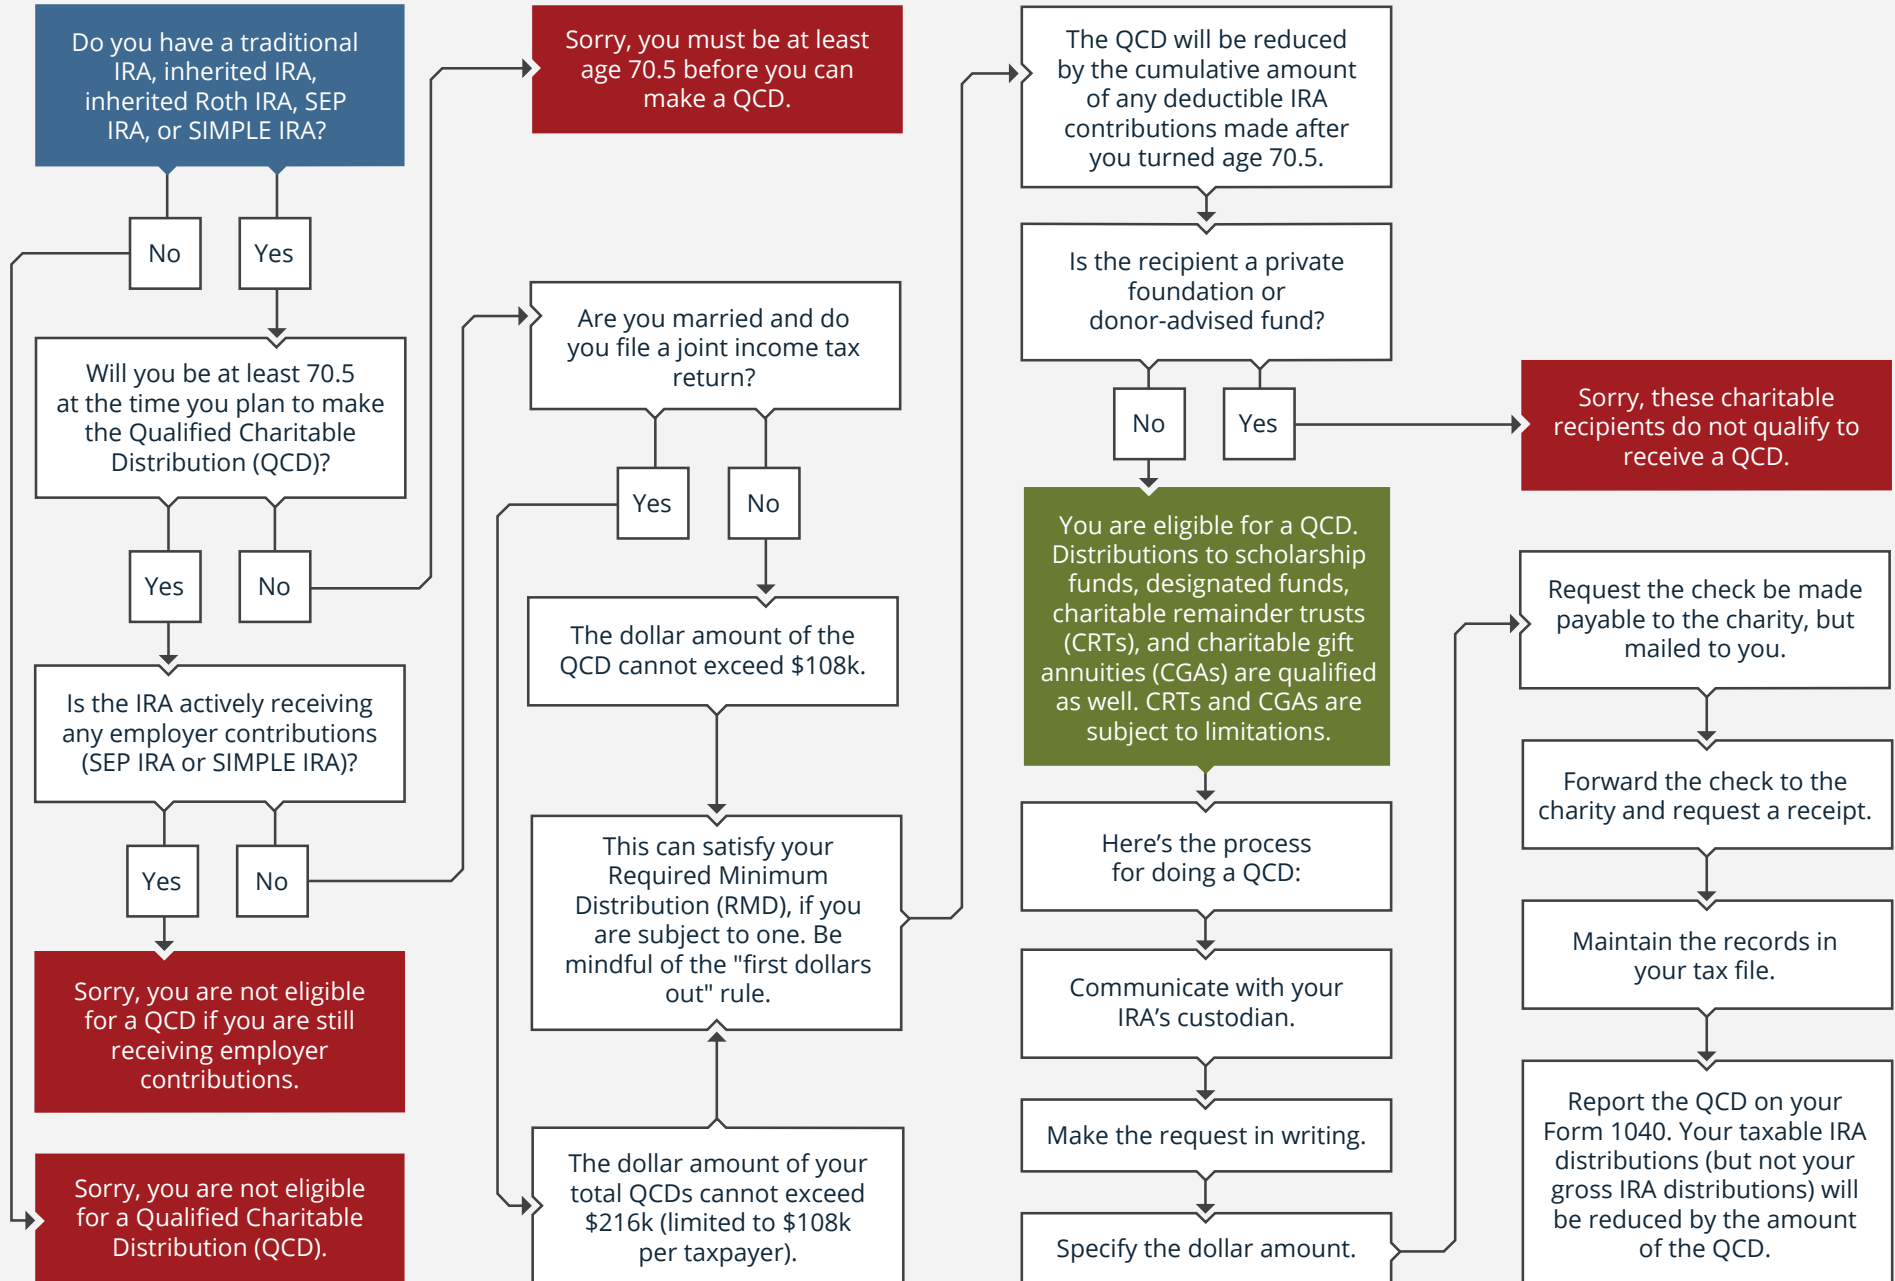 Do you have a traditional
IRA, inherited IRA,
inherited Roth IRA, SEP
IRA, or SIMPLE IRA?
No
Yes
Will you be at least 70.5
at the time you plan to make
the Qualified Charitable
Distribution (QCD)?
Yes
No
Is the IRA actively receiving
any employer contributions
(SEP IRA or SIMPLE IRA)?
Yes
No
Sorry, you are not eligible
for a QCD if you are still
receiving employer
contributions.
Sorry, you are not eligible
for a Qualified Charitable
Distribution (QCD).
Sorry, you must be at least
age 70.5 before you can
make a QCD.
Are you married and do
you file a joint income tax
return?
Yes
No
The dollar amount of the
QCD cannot exceed $108k.
This can satisfy your
Required Minimum
Distribution (RMD), if you
are subject to one. Be
mindful of the "first dollars
out" rule.
The dollar amount of your
total QCDs cannot exceed
$216k (limited to $108k
per taxpayer).
The QCD will be reduced
by the cumulative amount
of any deductible IRA
contributions made after
you turned age 70.5.
Is the recipient a private
foundation or
donor-advised fund?
No
Yes
Sorry, these charitable
recipients do not qualify to
receive a QCD.
You are eligible for a QCD.
Distributions to scholarship
funds, designated funds,
charitable remainder trusts
(CRTs), and charitable gift
annuities (CGAs) are qualified
as well. CRTs and CGAs are
subject to limitations.
Here’s the process
for doing a QCD:
Communicate with your
IRA’s custodian.
Make the request in writing.
Specify the dollar amount.
Request the check be made
payable to the charity, but
mailed to you.
Forward the check to the
charity and request a receipt.
Maintain the records in
your tax file.
Report the QCD on your
Form 1040. Your taxable IRA
distributions (but not your
gross IRA distributions) will
be reduced by the amount
of the QCD.